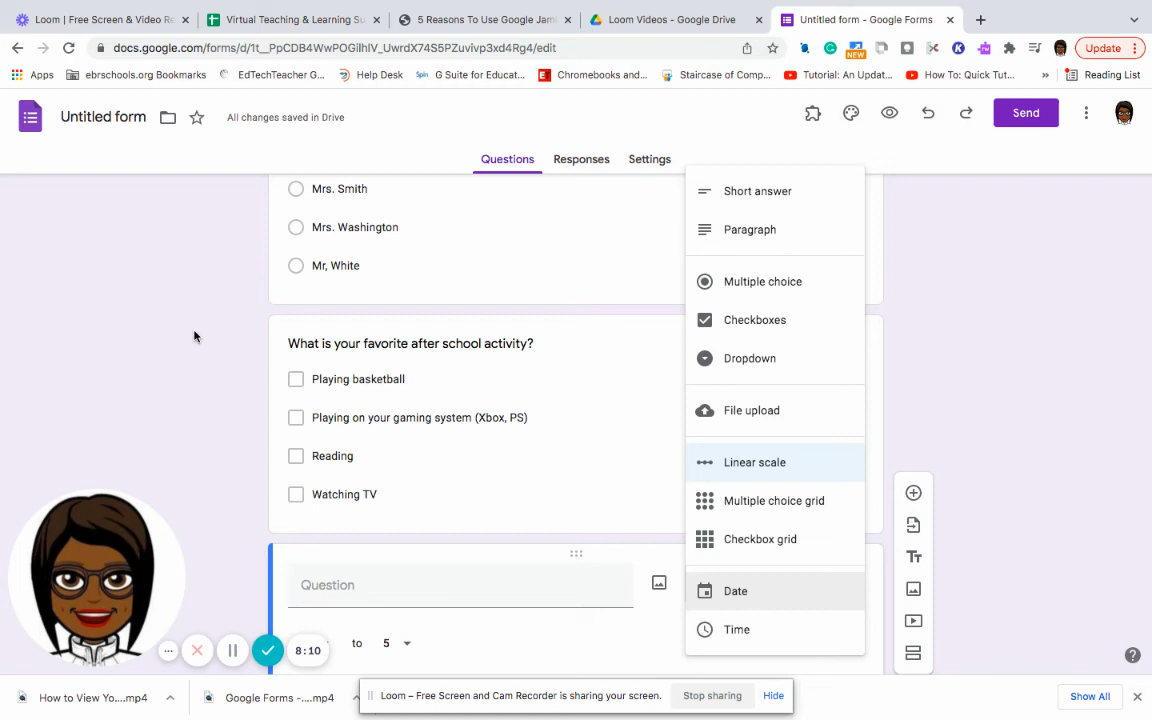 Loom | Free Screen & Video Re
Virtual Teaching & Learning Su
5 Reasons To Use Google Jam
Loom Videos - Google Drive
Untitled form - Google Forms
docs.google.com/forms/d/1t__PpCDB4WwPOGilhIV_UwrdX74S5PZuvivp3xd4Rg4/edit
NEW
Update
Apps
ebrschools.org Bookmarks
EdTechTeacher G...
Help Desk
Spin
G Suite for Educat...
Chromebooks and...
Staircase of Comp...
Tutorial: An Updat...
How To: Quick Tut...
»
Reading List
Untitled form
All changes saved in Drive
Send
Questions
Responses
Settings
Mrs. Smith
Mrs. Washington
Mr, White
What is your favorite after school activity?
Playing basketball
Playing on your gaming system (Xbox, PS)
Reading
Watching TV
Short answer
Paragraph
Multiple choice
Checkboxes
Dropdown
File upload
Linear scale
Multiple choice grid
Checkbox grid
Date
Time
Question
to 5
Tт
8:10
How to View Yo....mp4
Google Forms -....mp4
Loom – Free Screen and Cam Recorder is sharing your screen.
Stop sharing
Hide
Show All